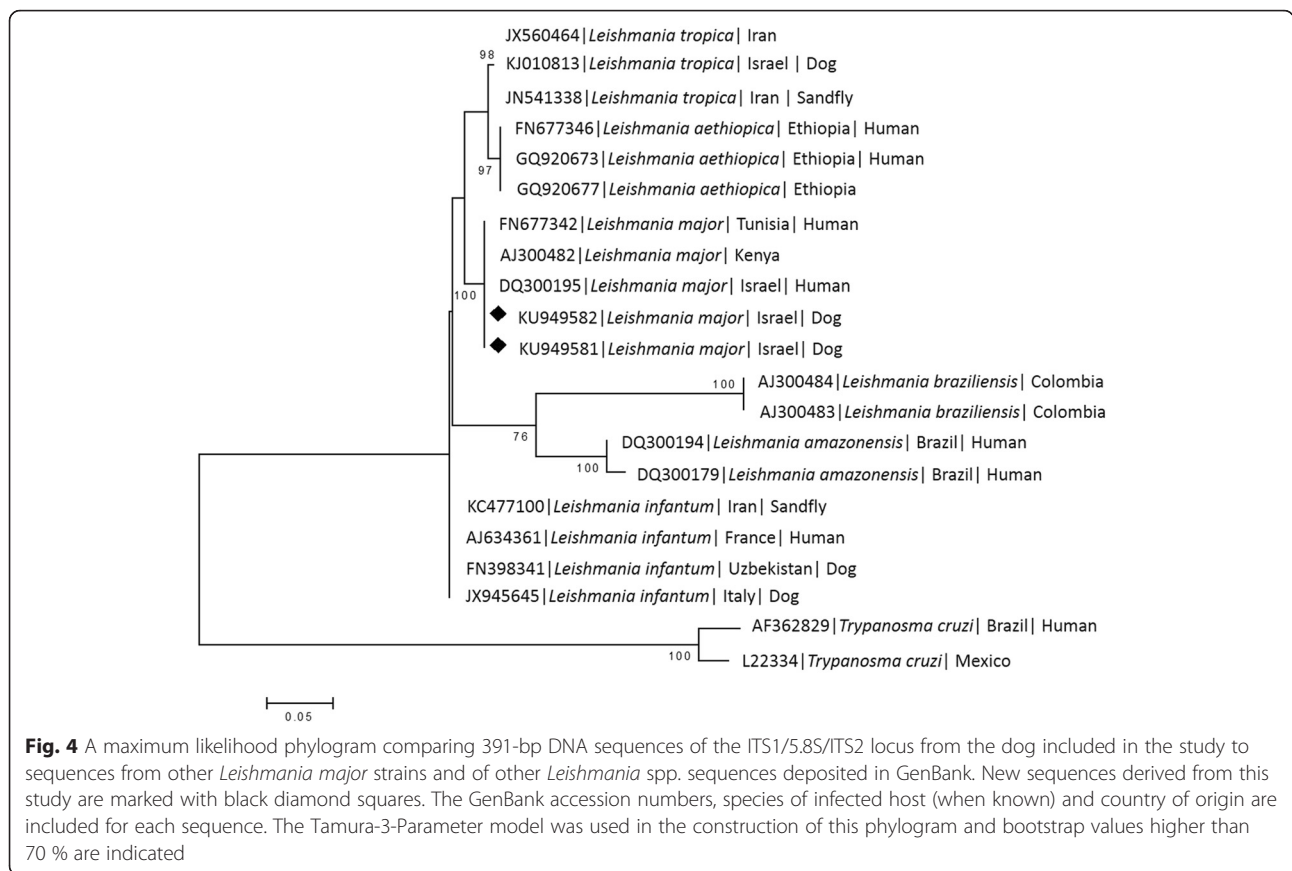 JX560464|Leishmania tropica| Iran
98
KJ010813|Leishmania tropica| Israel | Dog
JN541338|Leishmania tropica| Iran | Sandfly
FN677346|Leishmania aethiopica| Ethiopia| Human
GQ920673|Leishmania aethiopica| Ethiopia| Human
97
GQ920677|Leishmania aethiopica| Ethiopia
FN677342|Leishmania major| Tunisia| Human
AJ300482|Leishmania major| Kenya
DQ300195|Leishmania major| Israel| Human
100
KU949582|Leishmania major| Israel| Dog
KU949581|Leishmania major| Israel| Dog
100
AJ300484|Leishmania braziliensis| Colombia
AJ300483|Leishmania braziliensis| Colombia
76
DQ300194|Leishmania amazonensis| Brazil| Human
100
DQ300179|Leishmania amazonensis| Brazil| Human
KC477100|Leishmania infantum| Iran| Sandfly
AJ634361|Leishmania infantum| France| Human
FN398341|Leishmania infantum| Uzbekistan| Dog
JX945645|Leishmania infantum| Italy| Dog
AF362829|Trypanosma cruzi| Brazil| Human
100
L22334|Trypanosma cruzi| Mexico
0.05
Fig. 4 A maximum likelihood phylogram comparing 391-bp DNA sequences of the ITS1/5.8S/ITS2 locus from the dog included in the study to
sequences from other Leishmania major strains and of other Leishmania spp. sequences deposited in GenBank. New sequences derived from this
study are marked with black diamond squares. The GenBank accession numbers, species of infected host (when known) and country of origin are
included for each sequence. The Tamura-3-Parameter model was used in the construction of this phylogram and bootstrap values higher than
70 % are indicated